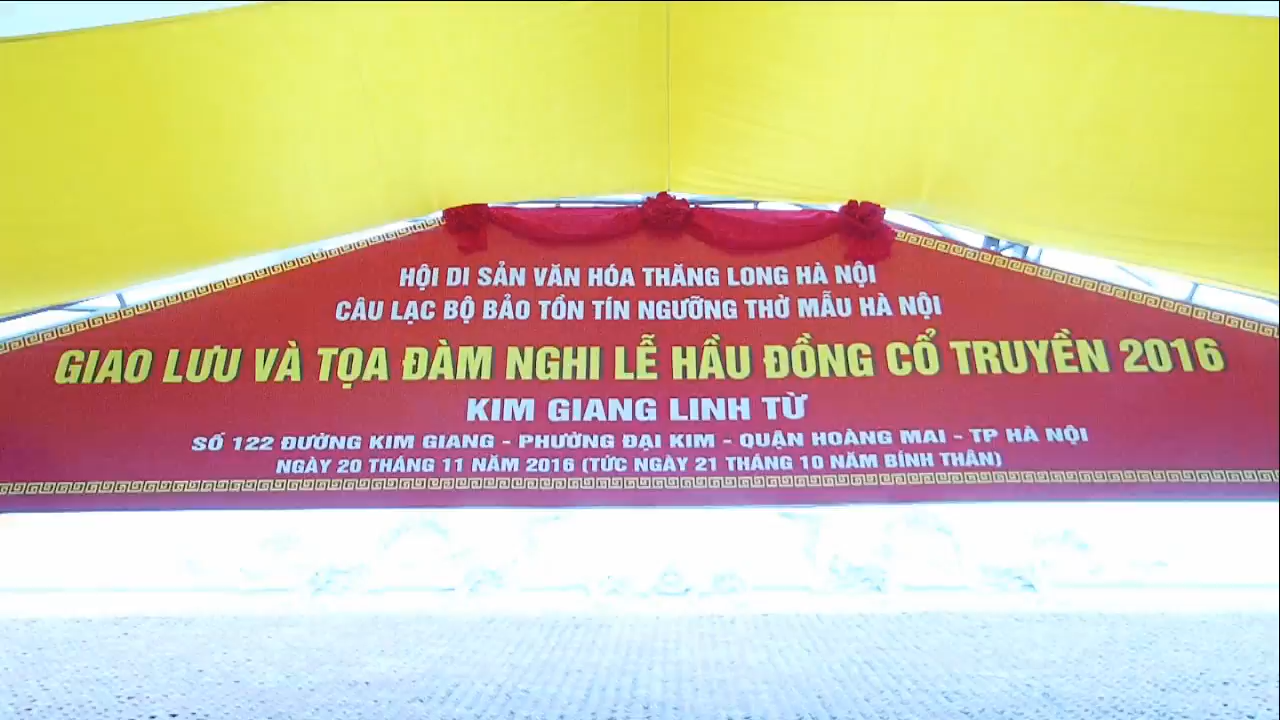 HỘI DI SẢN VĂN HÓA THĂNG LONG HÀ NỘI
CÂU LẠC BỘ BẢO TỒN TÍN NGƯỠNG THỜ MẪU HÀ NỘI
GIAO LƯU VÀ TỌA ĐÀM NGHI LỄ HẦU ĐỒNG CỔ TRUYỀN 2016
KIM GIANG LINH TỪ
SỐ 122 ĐƯỜNG KIM GIANG - PHƯỜNG ĐẠI KIM - QUẬN HOÀNG MAI - TP HÀ NỘI
NGÀY 20 THÁNG 11 NĂM 2016 (TỨC NGÀY 21 THÁNG 10 NĂM BÍNH THÂN)